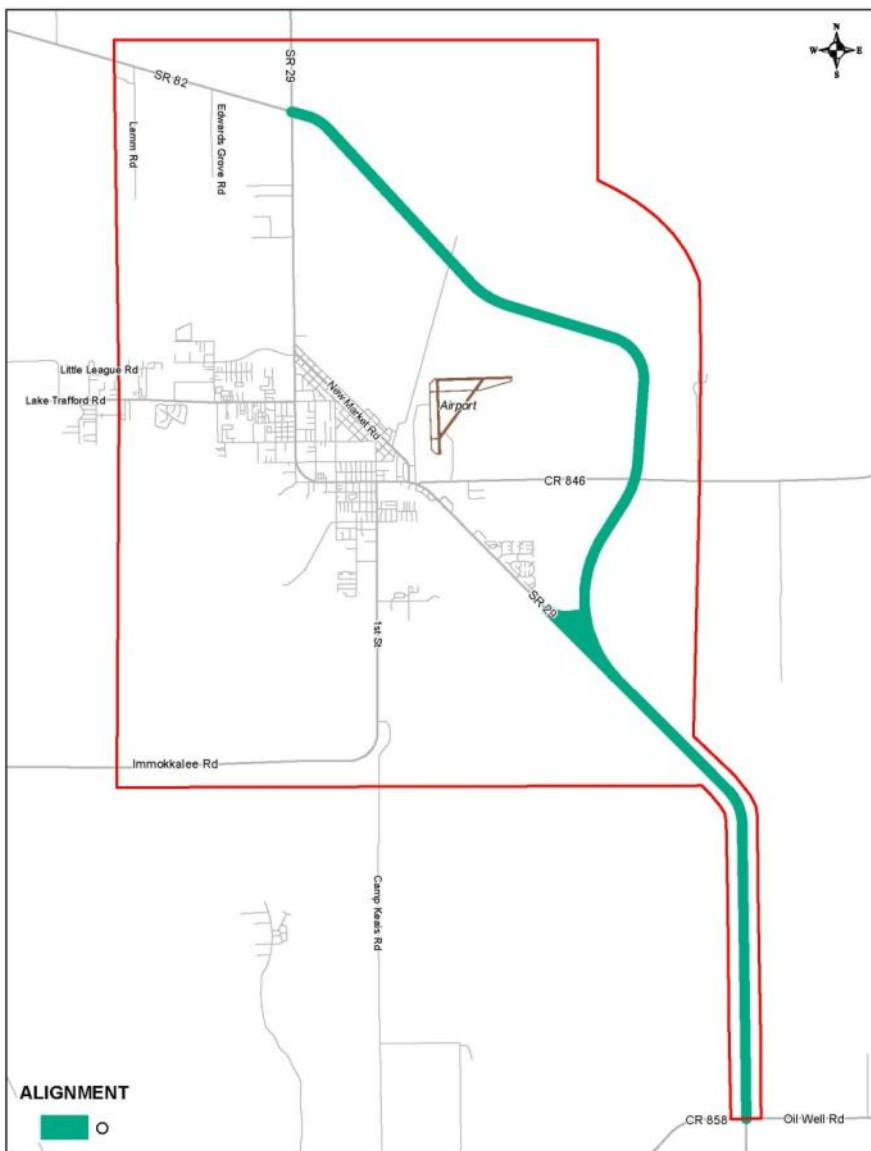 N
W E
S
SR 29
SR 82
Lamm Rd
Edwards Grove Rd
Little League Rd
Lake Trafford Rd
New Market Rd
Airport
CR 846
SR 29
1st St
Immokkalee Rd
Camp Keais Rd
ALIGNMENT
O
CR 858
Oil Well Rd